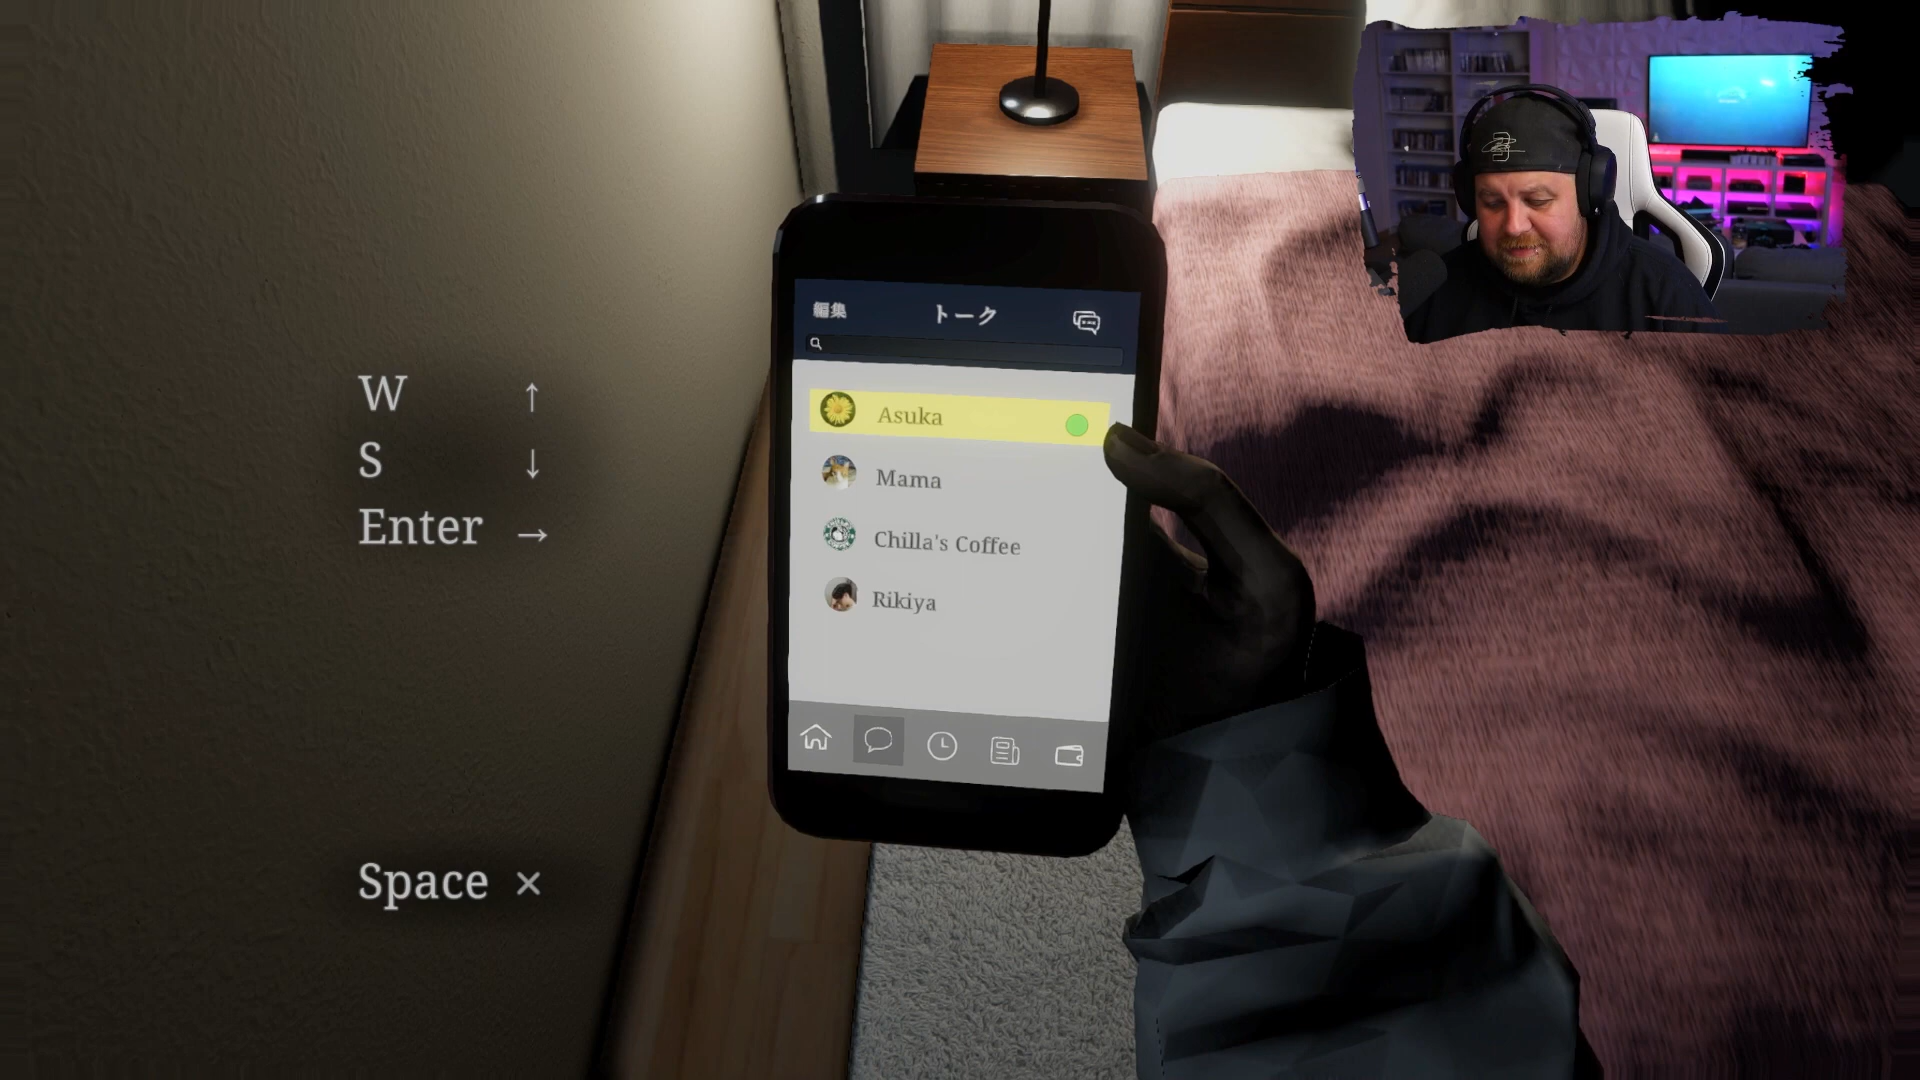 編集
トーク
Asuka
Mama
Chilla's Coffee
Rikiya
W ↑
S ↓
Enter →
Space ×